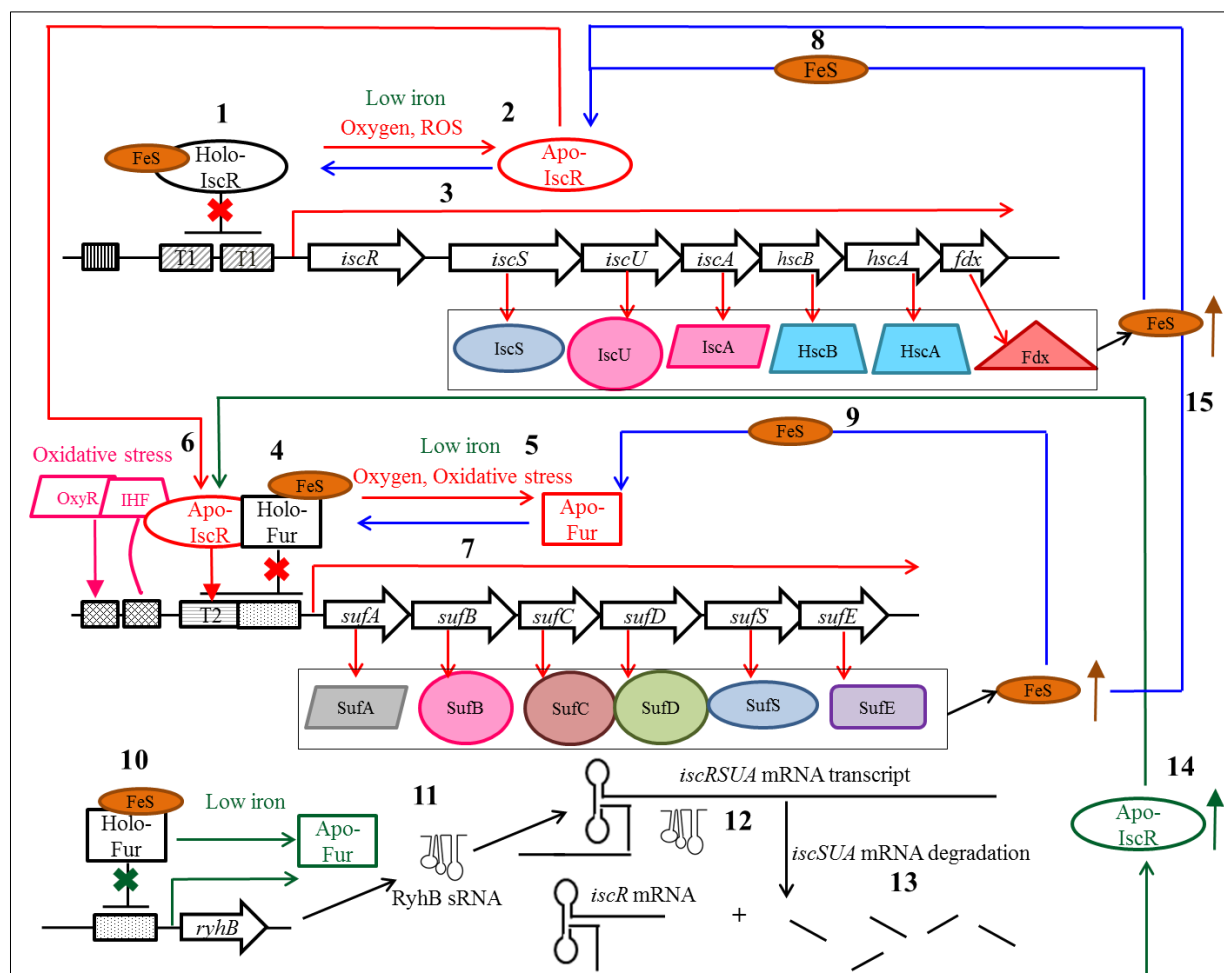 8
FeS
1
Low iron
2
Oxygen, ROS
FeS
Holo-
IscR
Apo-
IscR
3
T1
T1
iscR
iscS
iscU
iscA
hscB
hscA
fdx
FeS
IscS
IscU
IscA
HscB
HscA
Fdx
15
6
Oxidative stress
4
Low iron
5
FeS
9
Oxygen, Oxidative stress
FeS
OxyR
IHF
Apo-
IscR
Holo-
Fur
Apo-
Fur
7
T2
sufA
sufB
sufC
sufD
sufS
sufE
SufA
SufB
SufC
SufD
SufS
SufE
FeS
10
FeS
Low iron
Holo-
Fur
Apo-
Fur
11
iscRSUA mRNA transcript
14
12
Apo-
IscR
iscSUA mRNA degradation
13
RyhB sRNA
iscR mRNA
+
ryhB